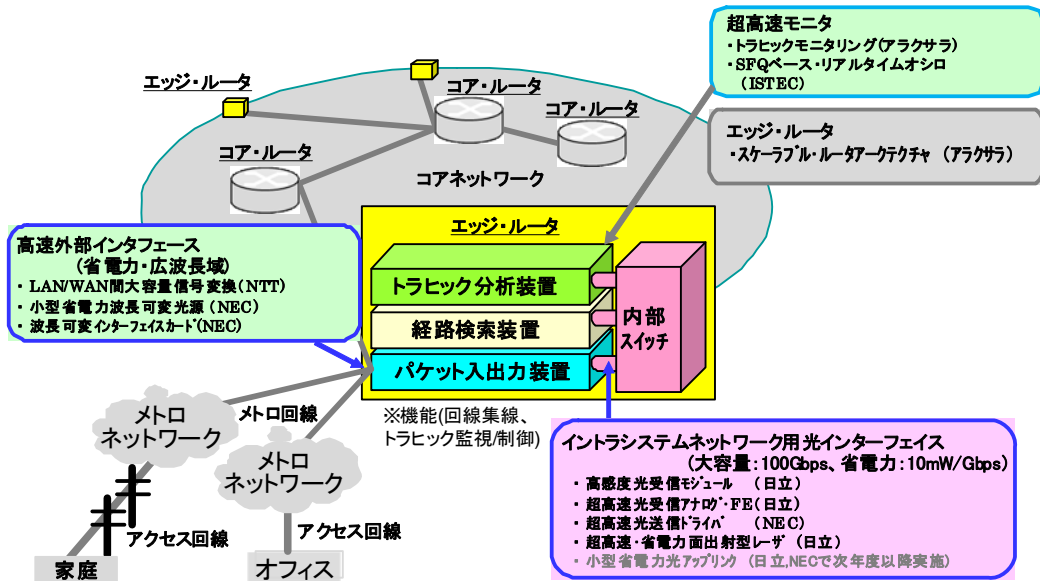 超高速モニタ
・トラヒックモニタリング(アラクサラ)
・SFQベース・リアルタイムオシロ
(ISTEC)
エッジ・ルータ
コア・ルータ
コア・ルータ
エッジ・ルータ
・スケーラブル・ルータアークテクチャ (アラクサラ)
コア・ルータ
コアネットワーク
エッジ・ルータ
高速外部インタフェース
(省電力・広波長域)
・ LAN/WAN間大容量信号変換(NTT)
・ 小型省電力波長可変光源(NEC)
・ 波長可変インターフェイスカード(NEC)
トラヒック分析装置
経路検索装置
パケット入出力装置
内部
スイッチ
メトロ
ネットワーク
メトロ回線
※機能(回線集線、
トラヒック監視/制御)
メトロ
ネットワーク
イントラシステムネットワーク用光インターフェイス
(大容量:100Gbps、省電力:10mW/Gbps)
・ 高感度光受信モジュール (日立)
・ 超高速光受信アナログ・FE(日立)
・ 超高速光送信ドライバ (NEC)
・ 超高速・省電力面出射型レーザ (日立)
・ 小型省電力光アップリンク (日立,NECで次年度以降実施)
アクセス回線
アクセス回線
家庭
オフィス